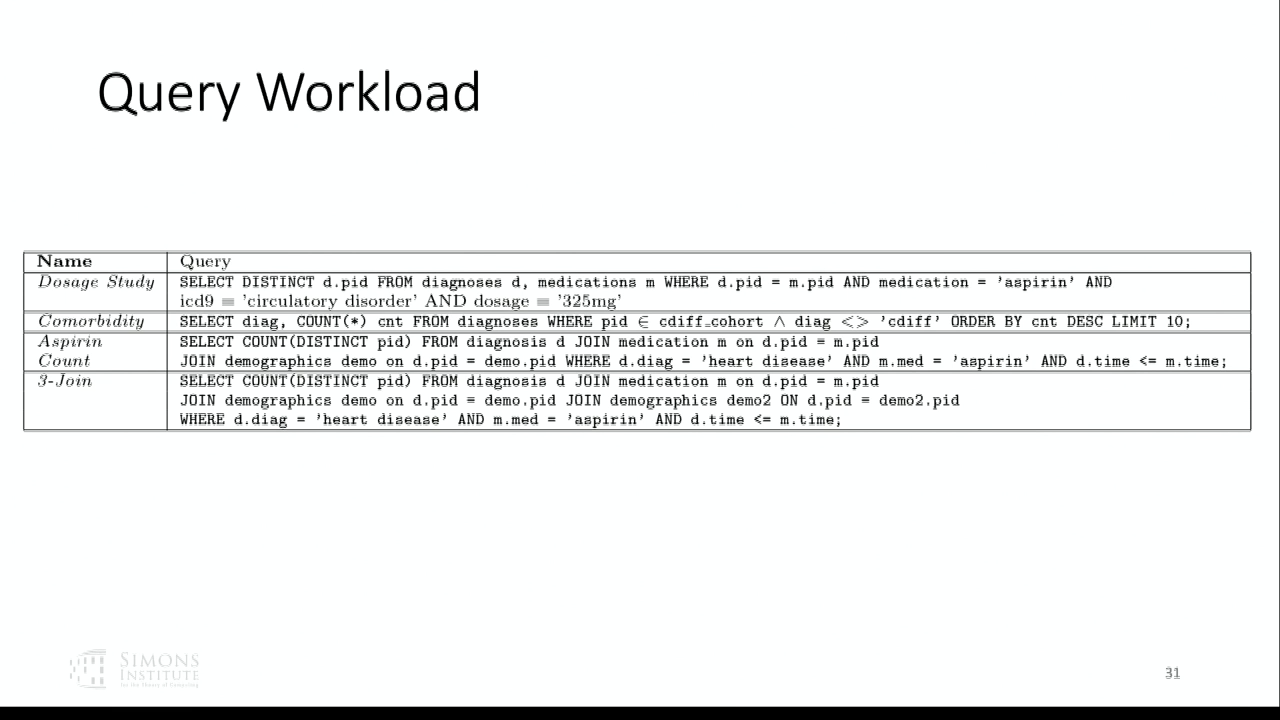 Query Workload
Name Query
Dosage Study SELECT DISTINCT d.pid FROM diagnoses d, medications m WHERE d.pid = m.pid AND medication = 'aspirin' AND
icd9 = 'circulatory disorder' AND dosage = '325mg'
Comorbidity SELECT diag, COUNT(*) cnt FROM diagnoses WHERE pid ∈ cdiff_cohort ∧ diag <> 'cdiff' ORDER BY cnt DESC LIMIT 10;
Aspirin SELECT COUNT(DISTINCT pid) FROM diagnosis d JOIN medication m on d.pid = m.pid
Count JOIN demographics demo on d.pid = demo.pid WHERE d.diag = 'heart disease' AND m.med = 'aspirin' AND d.time <= m.time;
3-Join SELECT COUNT(DISTINCT pid) FROM diagnosis d JOIN medication m on d.pid = m.pid
JOIN demographics demo on d.pid = demo.pid JOIN demographics demo2 ON d.pid = demo2.pid
WHERE d.diag = 'heart disease' AND m.med = 'aspirin' AND d.time <= m.time;
SIMONS
INSTITUTE
for the Theory of Computing
31